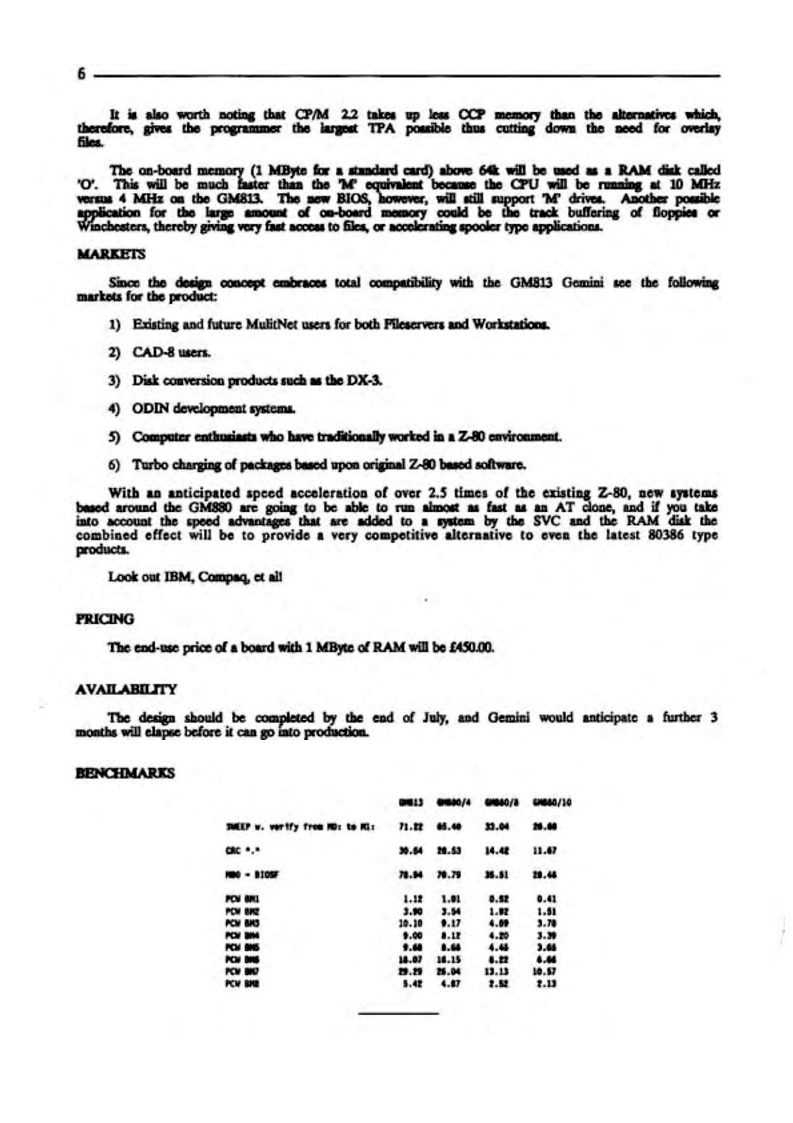 6
It is also worth noting that CP/M 2.2 takes up less CCP memory than the alternatives which,
therefore, gives the programmer the largest TPA possible thus cutting down the need for overlay
files.
The on-board memory (1 MByte for a standard card) above 64k will be used as a RAM disk called
'O'. This will be much faster than the 'M' equivalent because the CPU will be running at 10 MHz
versus 4 MHz on the GM813. The new BIOS, however, will still support 'M' drives. Another possible
application for the large amount of on-board memory could be the track buffering of floppies or
Winchesters, thereby giving very fast access to files, or accelerating spooler type applications.
MARKETS
Since the design concept embraces total compatibility with the GM813 Gemini see the following
markets for the product:
1) Existing and future MulitNet users for both Fileservers and Workstations.
2) CAD-8 users.
3) Disk conversion products such as the DX-3.
4) ODIN development systems.
5) Computer enthusiasts who have traditionally worked in a Z-80 environment.
6) Turbo charging of packages based upon original Z-80 based software.
With an anticipated speed acceleration of over 2.5 times of the existing Z-80, new systems
based around the GM880 are going to be able to run almost as fast as an AT clone, and if you take
into account the speed advantages that are added to a system by the SVC and the RAM disk the
combined effect will be to provide a very competitive alternative to even the latest 80386 type
products.
Look out IBM, Compaq, et al!
PRICING
The end-use price of a board with 1 MByte of RAM will be £450.00.
AVAILABILITY
The design should be completed by the end of July, and Gemini would anticipate a further 3
months will elapse before it can go into production.
BENCHMARKS
GM813 GM880/4 GM880/8 GM880/10
SWEEP w. verify from M0: to M1: 71.22 65.40 33.04
CRC *.* 30.64 28.53 14.42 11.67
- BIOSF 78.94 70.79
PCW BM1 1.12 1.01 0.52 0.41
PCW BM2 3.90 3.54 1.82 1.51
PCW BM3 10.10 9.17 4.69 3.78
PCW BM4 9.00 8.12 4.20 3.39
PCW BM5 9.60 4.45
PCW BM6 18.07 16.15 8.22
PCW BM7 29.29 26.04 13.13 10.57
PCW BM8 5.42 4.87 2.52 2.13